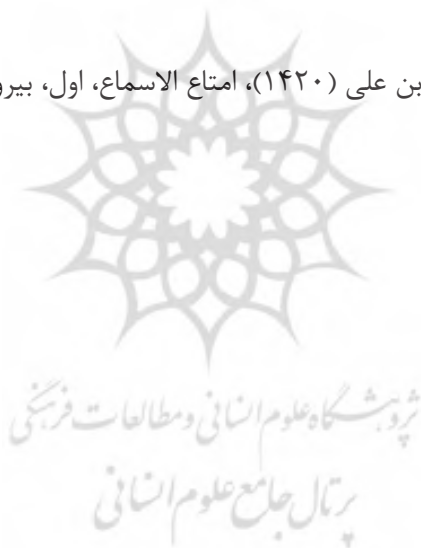 بن علی (۱۴۲۰)، امتاع الاسماع، اول، بیرو
پژوهشگاه علوم انسانی و مطالعات فرهنگی
پرتال جامع علوم انسانی